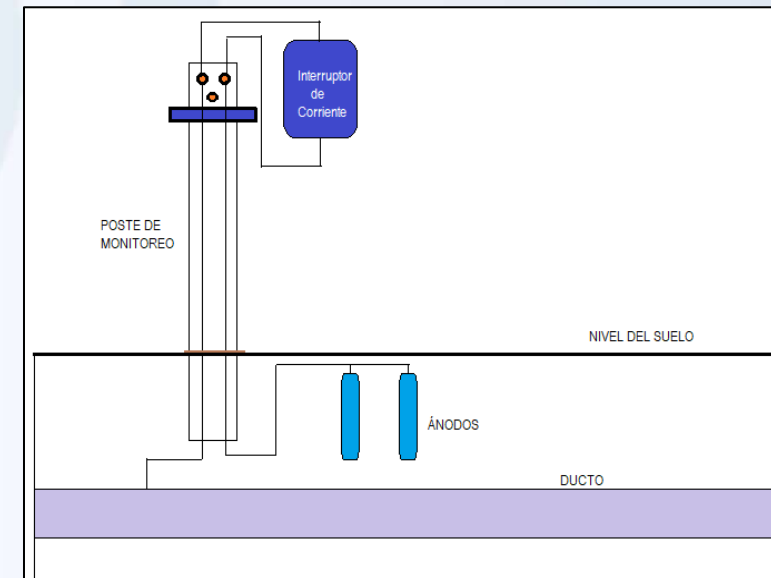 Interruptor
de
Corriente
POSTE DE
MONITOREO
NIVEL DEL SUELO
ÁNODOS
DUCTO